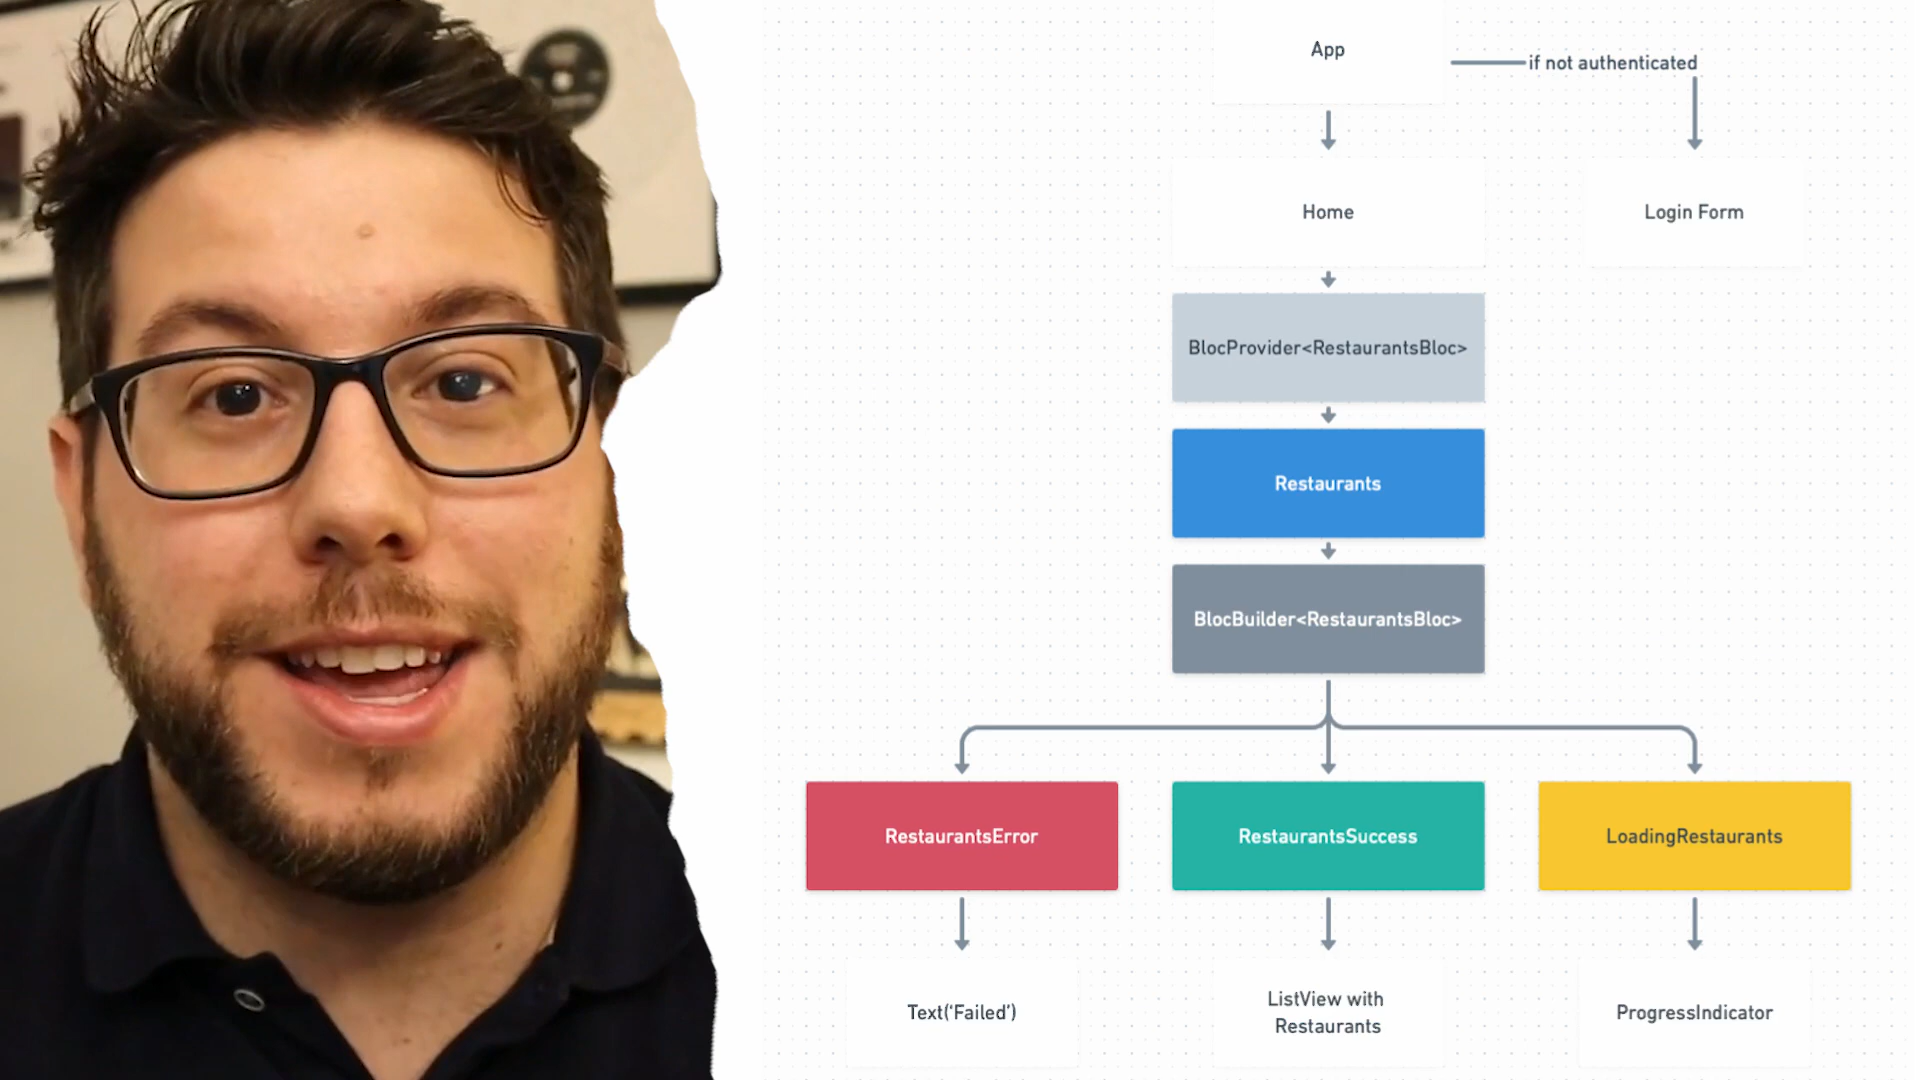 App
if not authenticated
Home
Login Form
BlocProvider<RestaurantsBloc>
Restaurants
BlocBuilder<RestaurantsBloc>
RestaurantsError
RestaurantsSuccess
LoadingRestaurants
Text(‘Failed’)
ListView with
Restaurants
ProgressIndicator